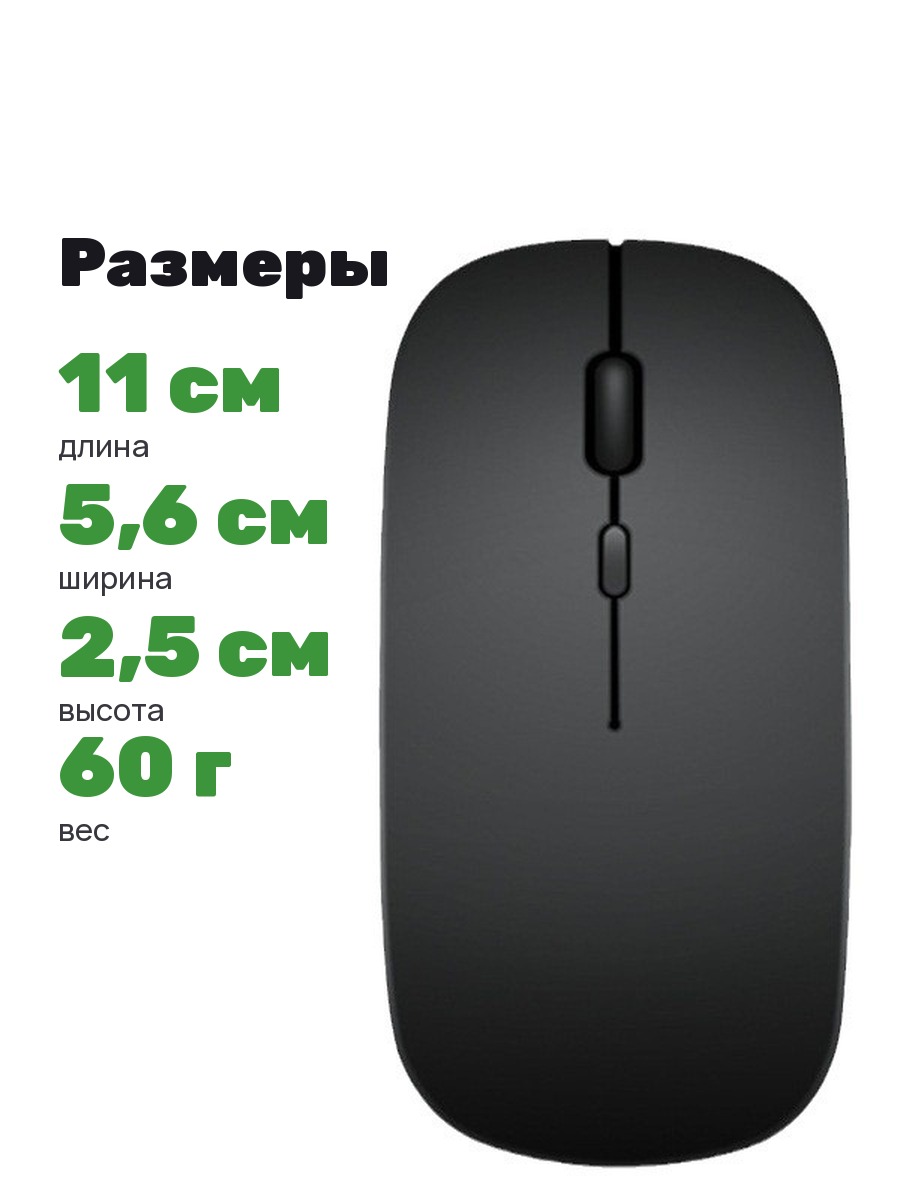 Размеры
11 см
длина
5,6 см
ширина
2,5 см
высота
60 г
вес